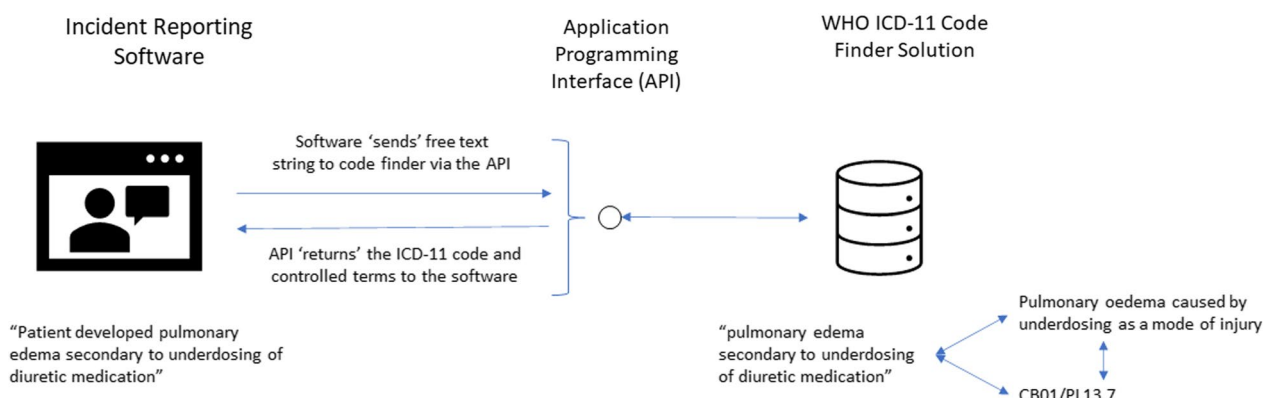 Incident Reporting
Software
Application
Programming
Interface (API)
WHO ICD-11 Code
Finder Solution
Software ‘sends’ free text
string to code finder via the API
API ‘returns’ the ICD-11 code and
controlled terms to the software
“Patient developed pulmonary
edema secondary to underdosing of
diuretic medication”
“pulmonary edema
secondary to underdosing
of diuretic medication”
Pulmonary oedema caused by
underdosing as a mode of injury
CB01/PL13.7